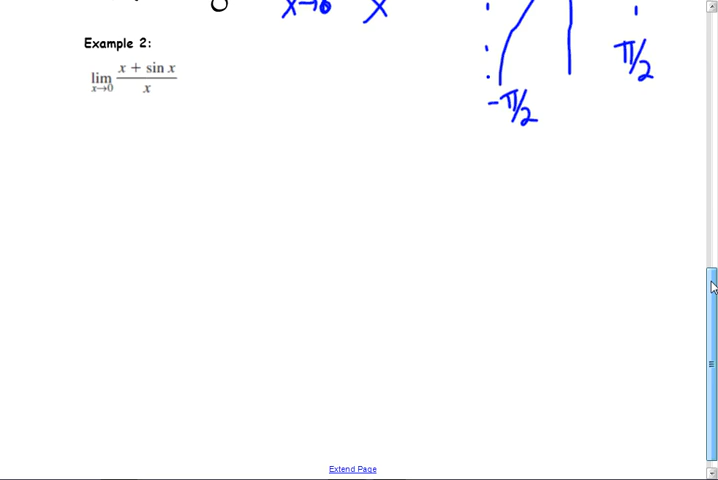 x→0 x
Example 2:
lim x→0 (x + sin x)/x
-π/2
π/2
Extend Page